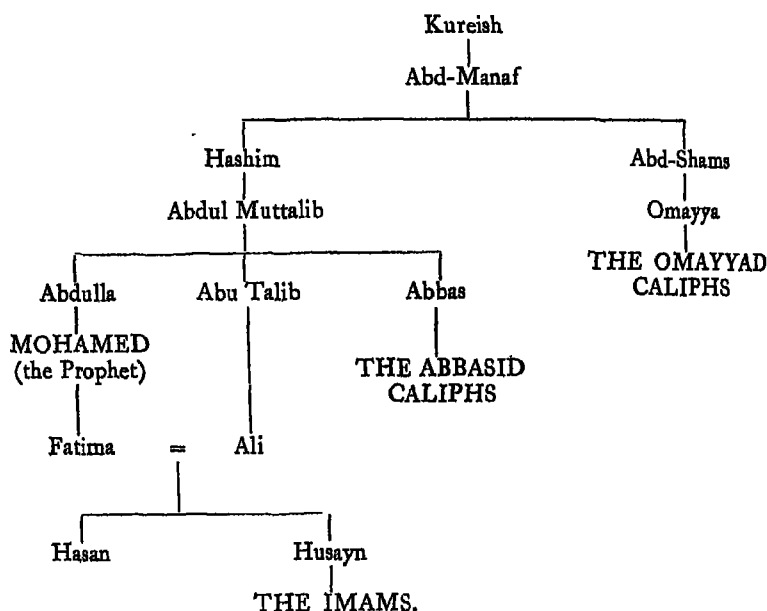 Kureish
Abd-Manaf
Hashim Abd-Shams
Abdul Muttalib Omayya
THE OMAYYAD
CALIPHS
Abdulla Abu Talib Abbas
MOHAMED
(the Prophet)
THE ABBASID
CALIPHS
Fatima = Ali
Hasan Husayn
THE IMAMS.